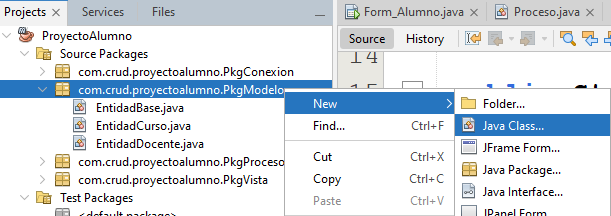 Projects × Services Files
ProyectoAlumno
Source Packages
com.crud.proyectoalumno.PkgConexion
com.crud.proyectoalumno.PkgModelo
EntidadBase.java
EntidadCurso.java
EntidadDocente.java
com.crud.proyectoalumno.PkgProceso
com.crud.proyectoalumno.PkgVista
Test Packages
<default package>
Form_Alumno.java × Proceso.java ×
Source History
14
15
New
Find... Ctrl+F
Cut Ctrl+X
Copy Ctrl+C
Paste Ctrl+V
Folder...
Java Class...
JFrame Form...
Java Package...
Java Interface...
JPanel Form...